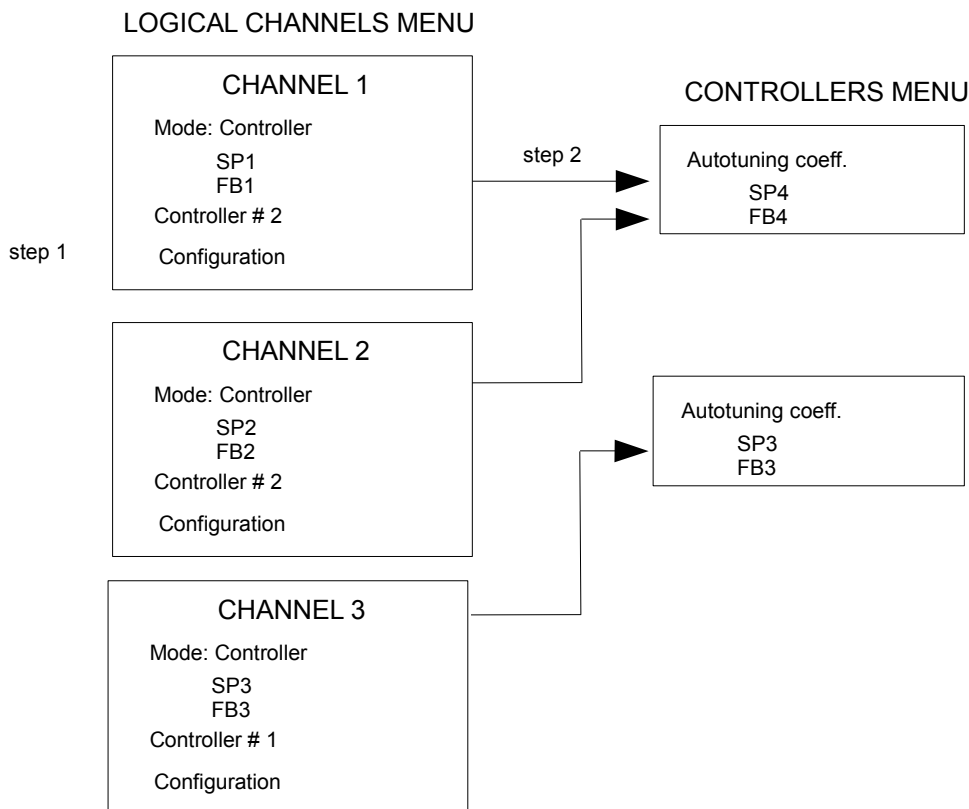 LOGICAL CHANNELS MENU
CHANNEL 1
Mode: Controller
SP1
FB1
Controller # 2
Configuration
step 1
step 2
CONTROLLERS MENU
Autotuning coeff.
SP4
FB4
CHANNEL 2
Mode: Controller
SP2
FB2
Controller # 2
Configuration
Autotuning coeff.
SP3
FB3
CHANNEL 3
Mode: Controller
SP3
FB3
Controller # 1
Configuration